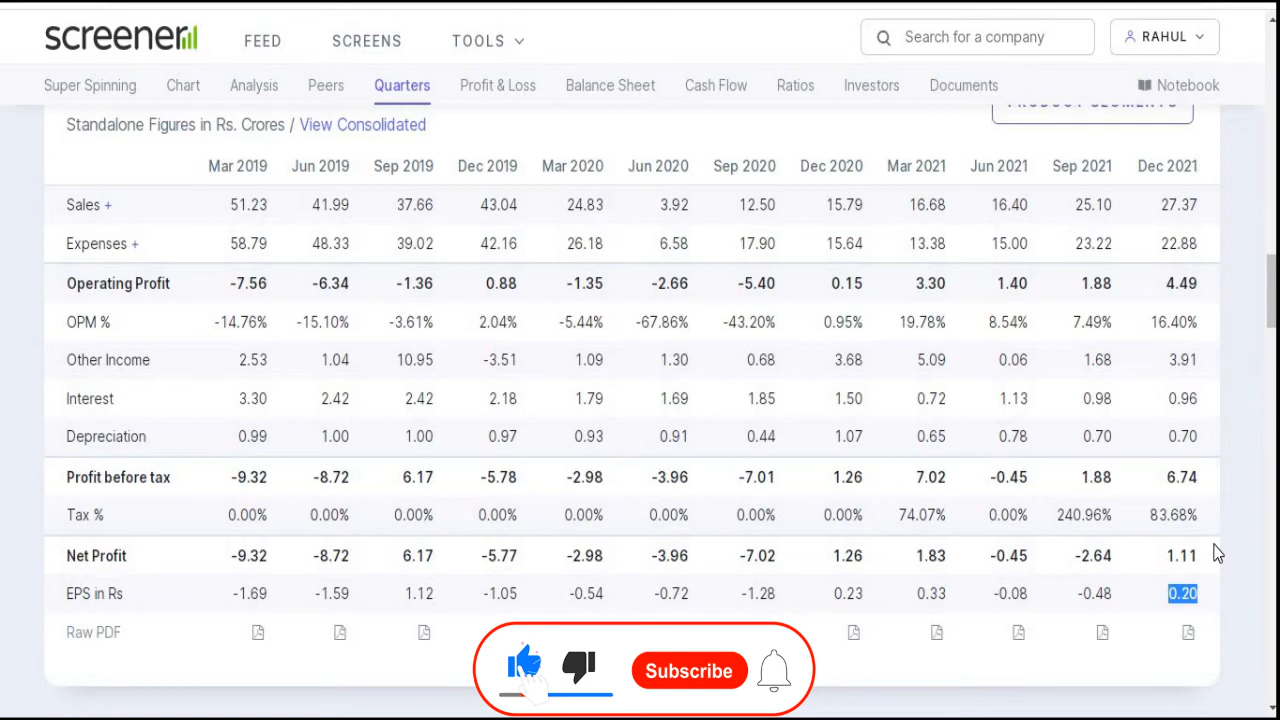 screener FEED SCREENS TOOLS Search for a company RAHUL
Super Spinning Chart Analysis Peers Quarters Profit & Loss Balance Sheet Cash Flow Ratios Investors Documents Notebook
PRODUCT SEGMENTS
Standalone Figures in Rs. Crores / View Consolidated
Mar 2019 Jun 2019 Sep 2019 Dec 2019 Mar 2020 Jun 2020 Sep 2020 Dec 2020 Mar 2021 Jun 2021 Sep 2021 Dec 2021
Sales + 51.23 41.99 37.66 43.04 24.83 3.92 12.50 15.79 16.68 16.40 25.10 27.37
Expenses + 58.79 48.33 39.02 42.16 26.18 6.58 17.90 15.64 13.38 15.00 23.22 22.88
Operating Profit -7.56 -6.34 -1.36 0.88 -1.35 -2.66 -5.40 0.15 3.30 1.40 1.88 4.49
OPM % -14.76% -15.10% -3.61% 2.04% -5.44% -67.86% -43.20% 0.95% 19.78% 8.54% 7.49% 16.40%
Other Income 2.53 1.04 10.95 -3.51 1.09 1.30 0.68 3.68 5.09 0.06 1.68 3.91
Interest 3.30 2.42 2.42 2.18 1.79 1.69 1.85 1.50 0.72 1.13 0.98 0.96
Depreciation 0.99 1.00 1.00 0.97 0.93 0.91 0.44 1.07 0.65 0.78 0.70 0.70
Profit before tax -9.32 -8.72 6.17 -5.78 -2.98 -3.96 -7.01 1.26 7.02 -0.45 1.88 6.74
Tax % 0.00% 0.00% 0.00% 0.00% 0.00% 0.00% 0.00% 0.00% 74.07% 0.00% 240.96% 83.68%
Net Profit -9.32 -8.72 6.17 -5.77 -2.98 -3.96 -7.02 1.26 1.83 -0.45 -2.64 1.11
EPS in Rs -1.69 -1.59 1.12 -1.05 -0.54 -0.72 -1.28 0.23 0.33 -0.08 -0.48 0.20
Raw PDF
Subscribe